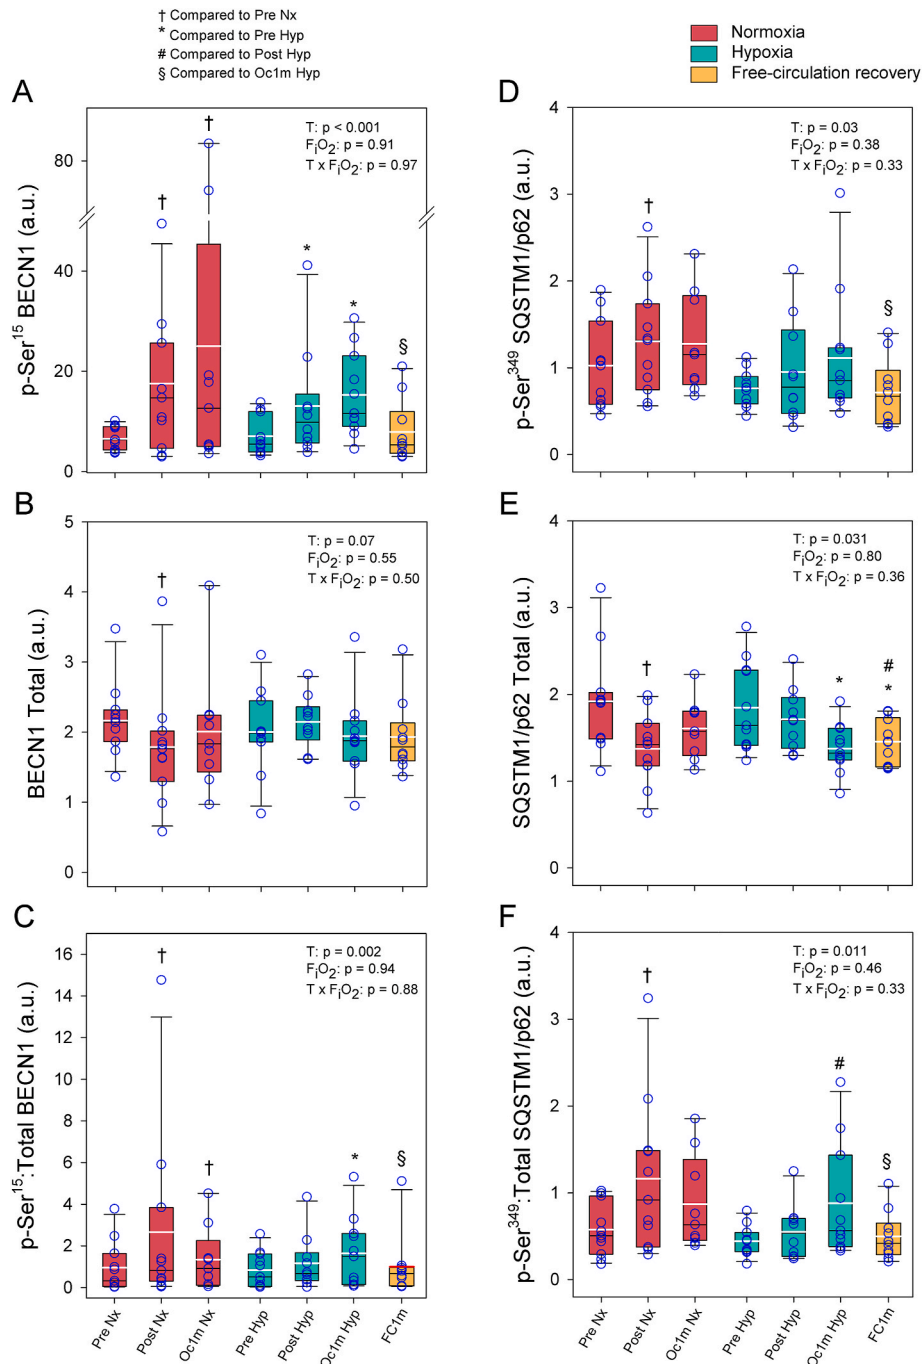 † Compared to Pre Nx
* Compared to Pre Hyp
# Compared to Post Hyp
§ Compared to Oc1m Hyp
Normoxia
Hypoxia
Free-circulation recovery
A
p-Ser15 BECN1 (a.u.)
80
40
20
0
T: p < 0.001
FiO2: p = 0.91
T x FiO2: p = 0.97
†
†
*
*
§
D
p-Ser349 SQSTM1/p62 (a.u.)
4
3
2
1
0
T: p = 0.03
FiO2: p = 0.38
T x FiO2: p = 0.33
†
§
B
BECN1 Total (a.u.)
5
4
3
2
1
0
T: p = 0.07
FiO2: p = 0.55
T x FiO2: p = 0.50
†
E
SQSTM1/p62 Total (a.u.)
4
3
2
1
0
T: p = 0.031
FiO2: p = 0.80
T x FiO2: p = 0.36
†
*
#
*
C
p-Ser15:Total BECN1 (a.u.)
16
14
12
10
8
6
4
2
0
T: p = 0.002
FiO2: p = 0.94
T x FiO2: p = 0.88
†
†
*
§
Pre Nx
Post Nx
Oc1m Nx
Pre Hyp
Post Hyp
Oc1m Hyp
FC1m
F
p-Ser349:Total SQSTM1/p62 (a.u.)
4
3
2
1
0
T: p = 0.011
FiO2: p = 0.46
T x FiO2: p = 0.33
†
#
§
Pre Nx
Post Nx
Oc1m Nx
Pre Hyp
Post Hyp
Oc1m Hyp
FC1m